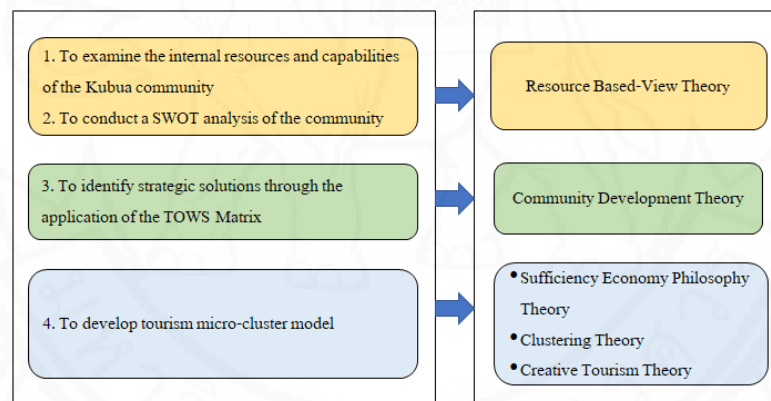 1. To examine the internal resources and capabilities
of the Kubua community
2. To conduct a SWOT analysis of the community
Resource Based-View Theory
3. To identify strategic solutions through the
application of the TOWS Matrix
Community Development Theory
4. To develop tourism micro-cluster model
• Sufficiency Economy Philosophy
Theory
• Clustering Theory
• Creative Tourism Theory